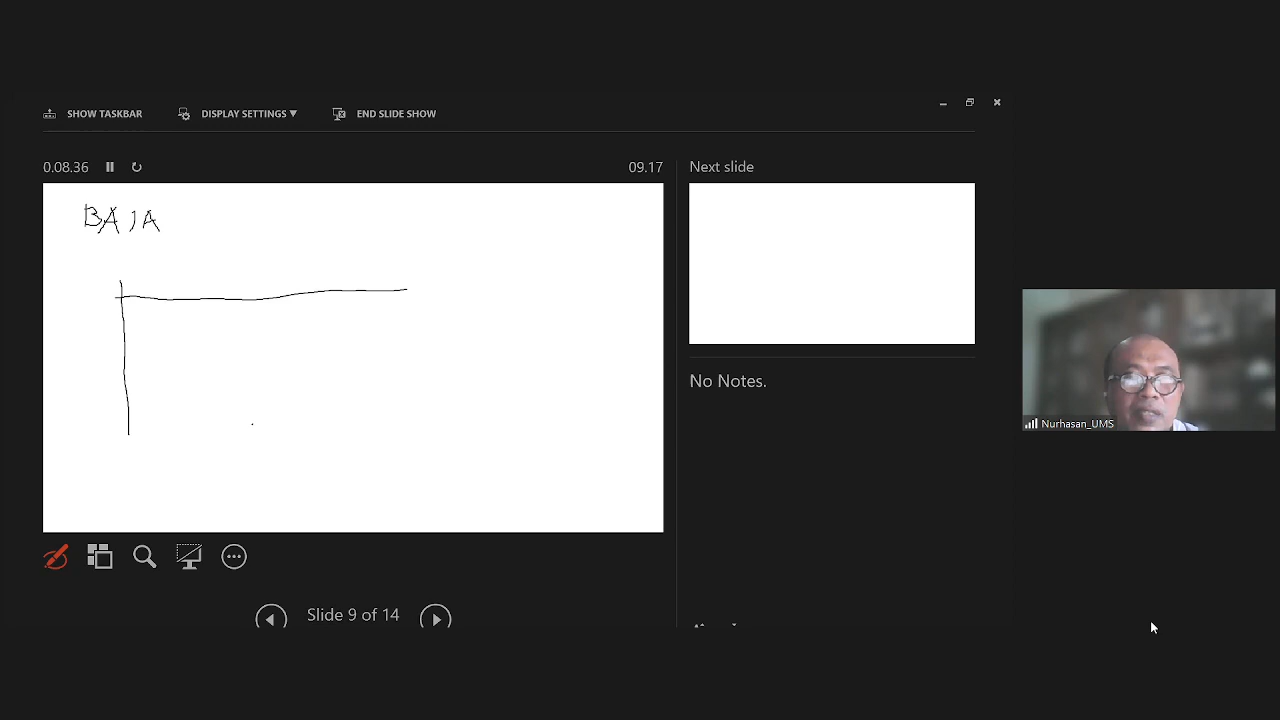 SHOW TASKBAR DISPLAY SETTINGS ▼ END SLIDE SHOW
0.08.36 09.17 Next slide
BAJA
No Notes.
Nurhasan_UMS
Slide 9 of 14